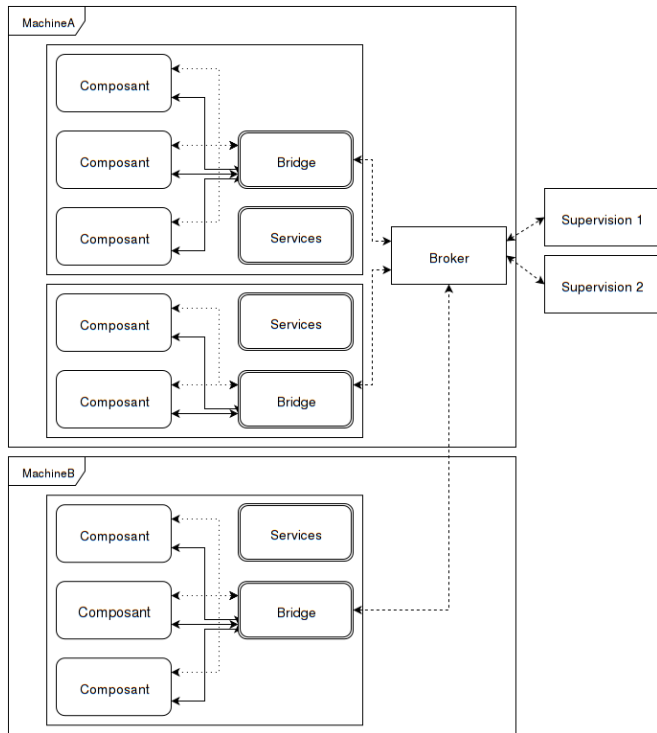 MachineA
Composant
Composant
Bridge
Composant
Services
Broker
Supervision 1
Supervision 2
Composant
Services
Composant
Bridge
MachineB
Composant
Services
Composant
Bridge
Composant